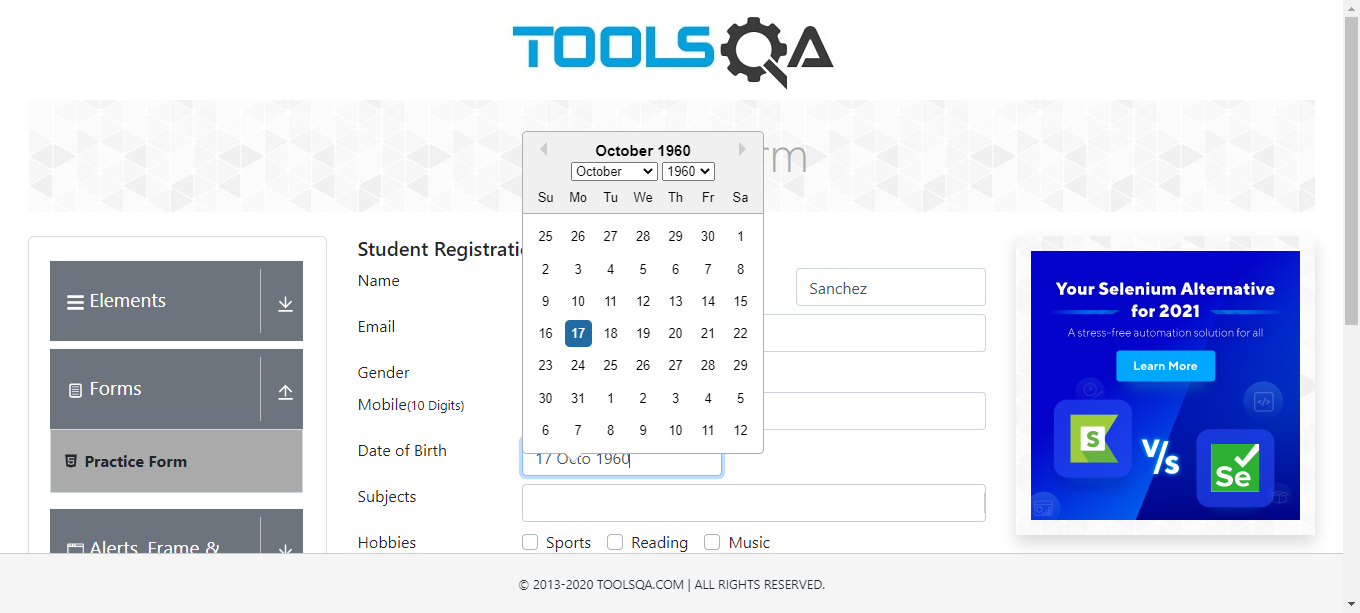 TOOLSQA
rm
October 1960
October 1960
Su Mo Tu We Th Fr Sa
25 26 27 28 29 30 1
2 3 4 5 6 7 8
9 10 11 12 13 14 15
16 17 18 19 20 21 22
23 24 25 26 27 28 29
30 31 1 2 3 4 5
6 7 8 9 10 11 12
Elements
Forms
Practice Form
Alerts, Frame &
Student Registrati
Name
Sanchez
Email
Gender
Mobile(10 Digits)
Date of Birth
17 Octo 1960
Subjects
Hobbies
Sports Reading Music
Your Selenium Alternative
for 2021
A stress-free automation solution for all
Learn More
S
V/s
Se
© 2013-2020 TOOLSQA.COM | ALL RIGHTS RESERVED.